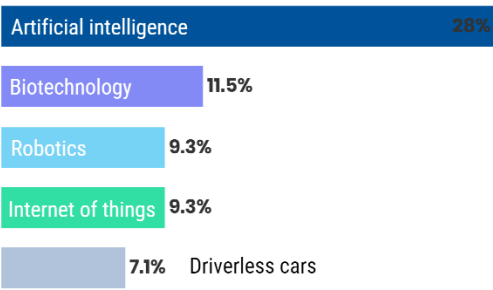 Artificial intelligence 28%
Biotechnology 11.5%
Robotics 9.3%
Internet of things 9.3%
7.1% Driverless cars